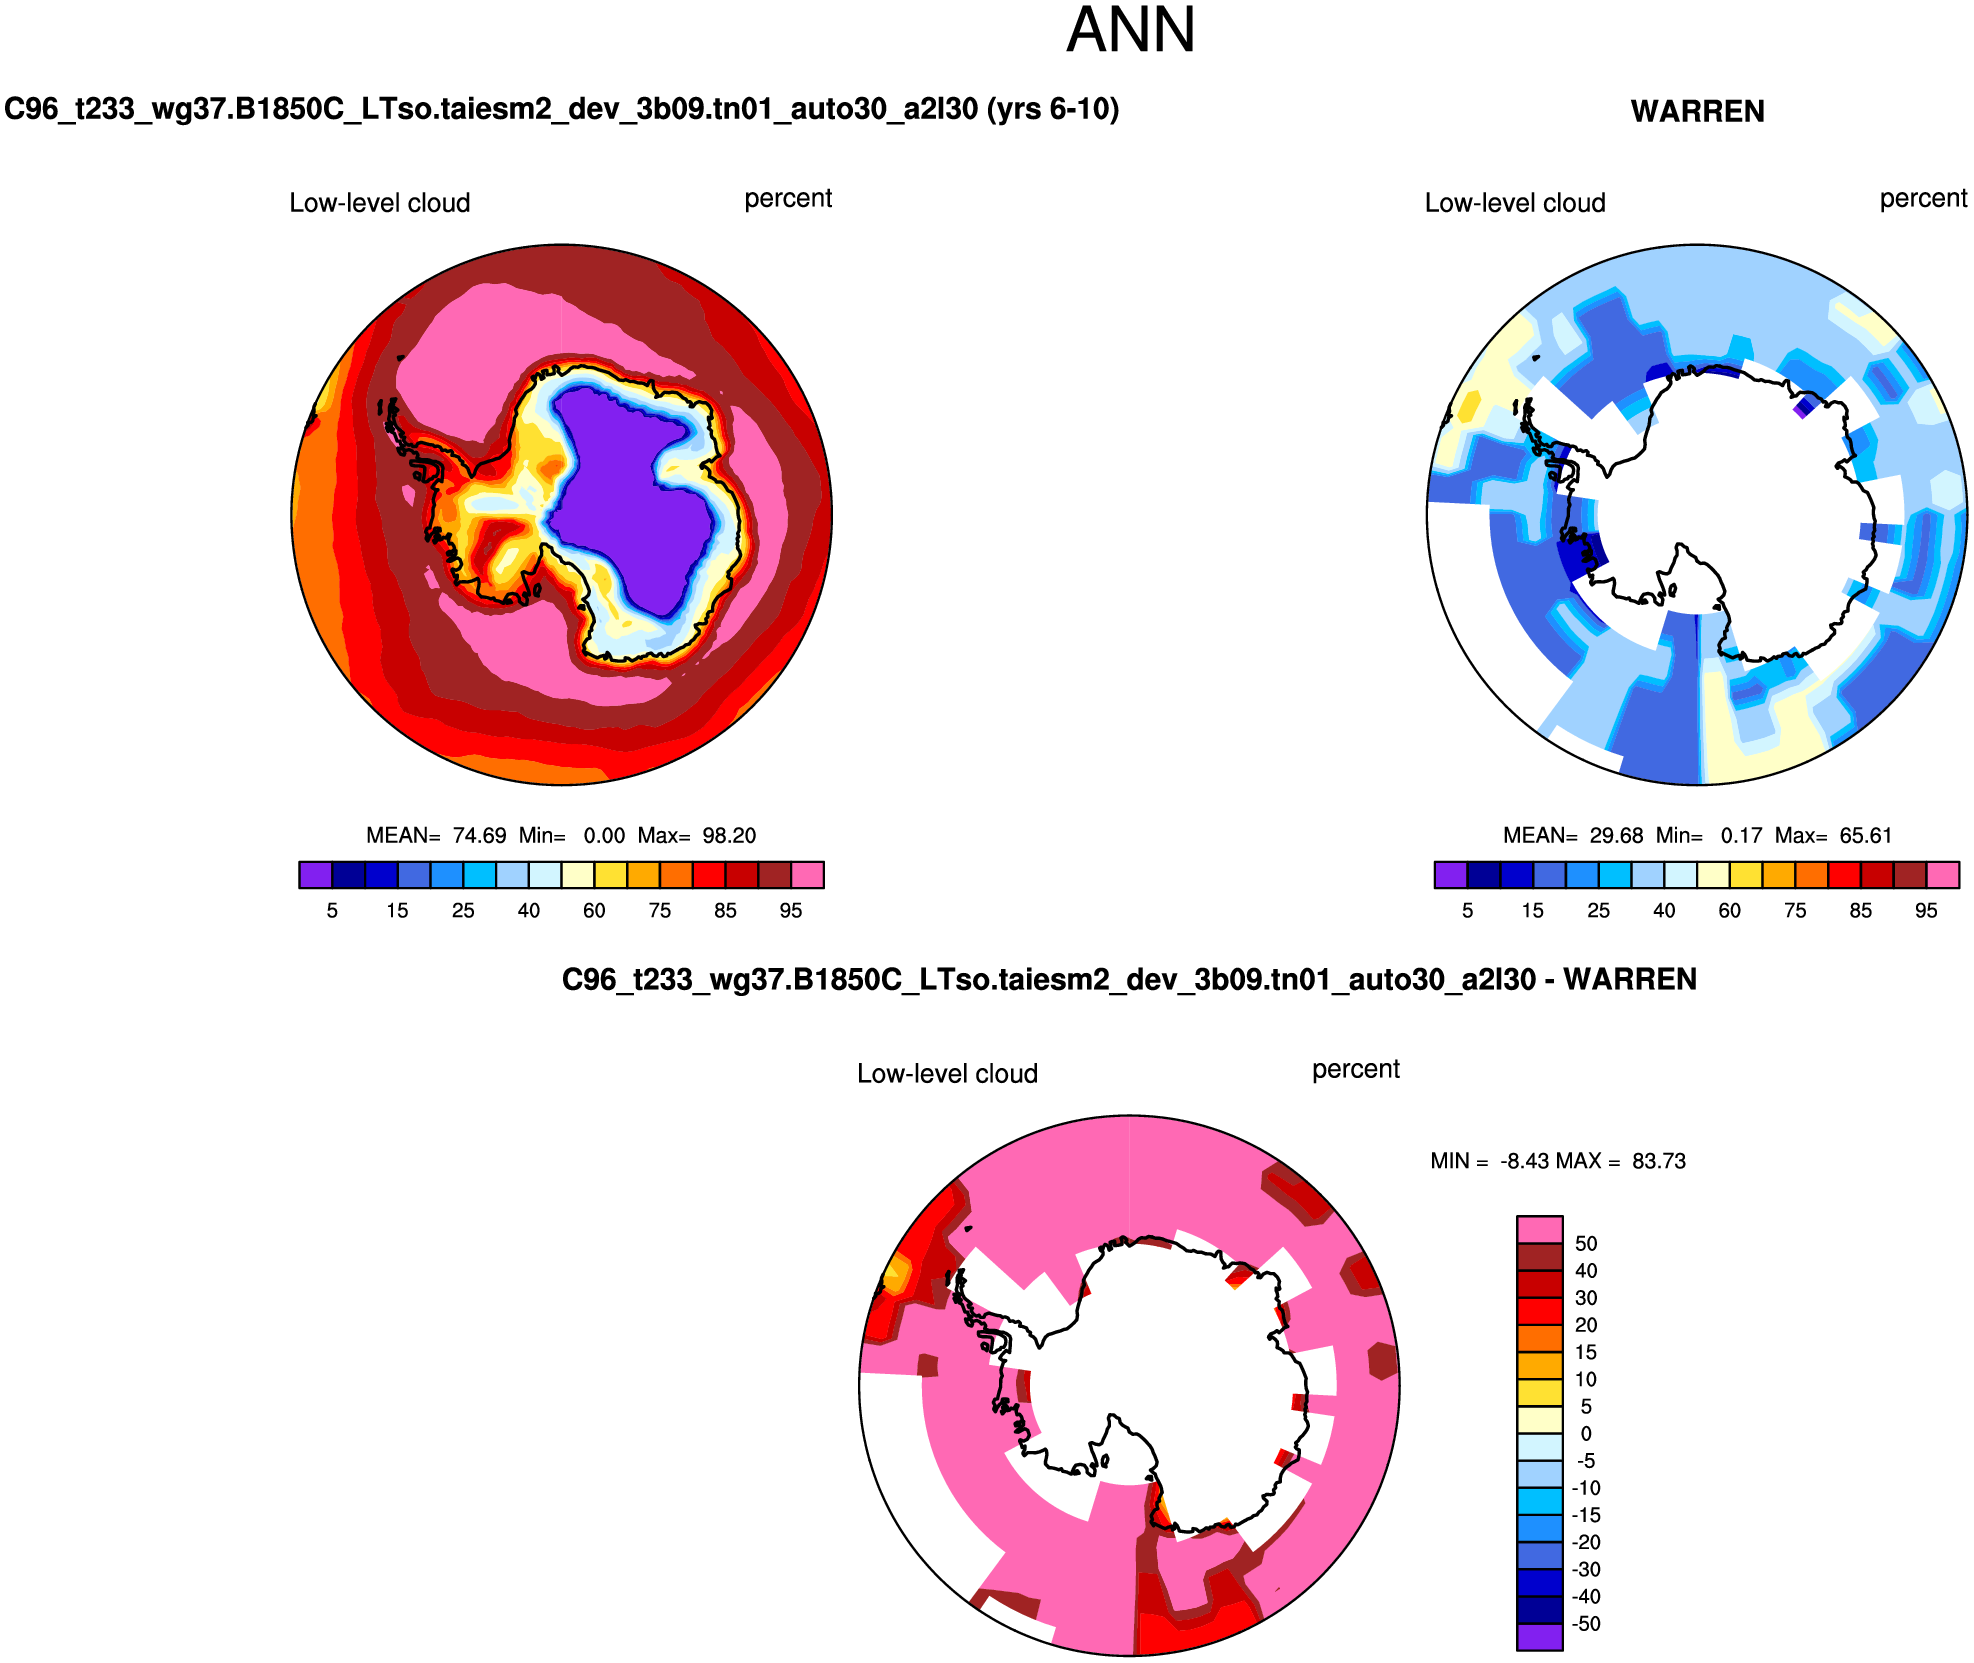 ANN
C96_t233_wg37.B1850C_LTso.taiesm2_dev_3b09.tn01_auto30_a2l30 (yrs 6-10)
WARREN
Low-level cloud percent
Low-level cloud percent
MEAN= 74.69 Min= 0.00 Max= 98.20
5 15 25 40 60 75 85 95
MEAN= 29.68 Min= 0.17 Max= 65.61
5 15 25 40 60 75 85 95
C96_t233_wg37.B1850C_LTso.taiesm2_dev_3b09.tn01_auto30_a2l30 - WARREN
Low-level cloud percent
MIN = -8.43 MAX = 83.73
50
40
30
20
15
10
5
0
-5
-10
-15
-20
-30
-40
-50